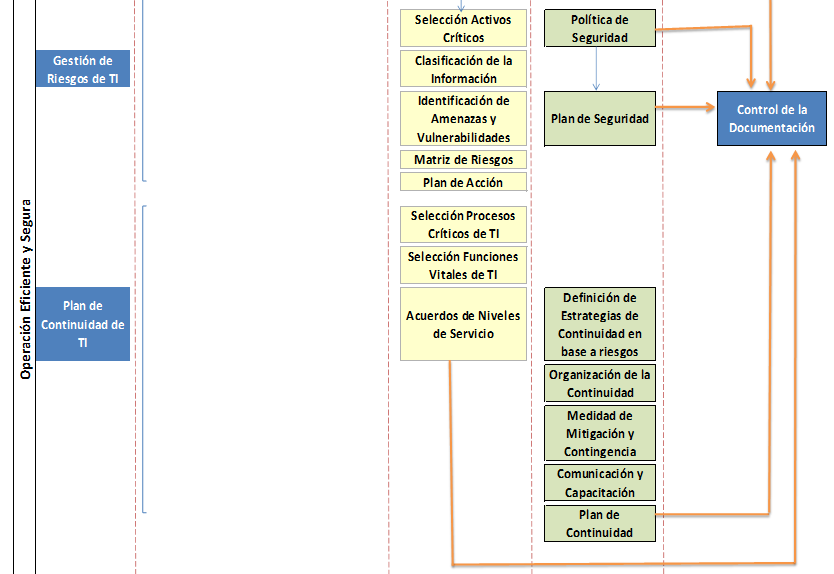 Operación Eficiente y Segura
Gestión de
Riesgos de TI
Selección Activos
Críticos
Clasificación de la
Información
Identificación de
Amenazas y
Vulnerabilidades
Matriz de Riesgos
Plan de Acción
Política de
Seguridad
Plan de Seguridad
Control de la
Documentación
Plan de
Continuidad de
TI
Selección Procesos
Críticos de TI
Selección Funciones
Vitales de TI
Acuerdos de Niveles
de Servicio
Definición de
Estrategias de
Continuidad en
base a riesgos
Organización de la
Continuidad
Medidad de
Mitigación y
Contingencia
Comunicación y
Capacitación
Plan de
Continuidad